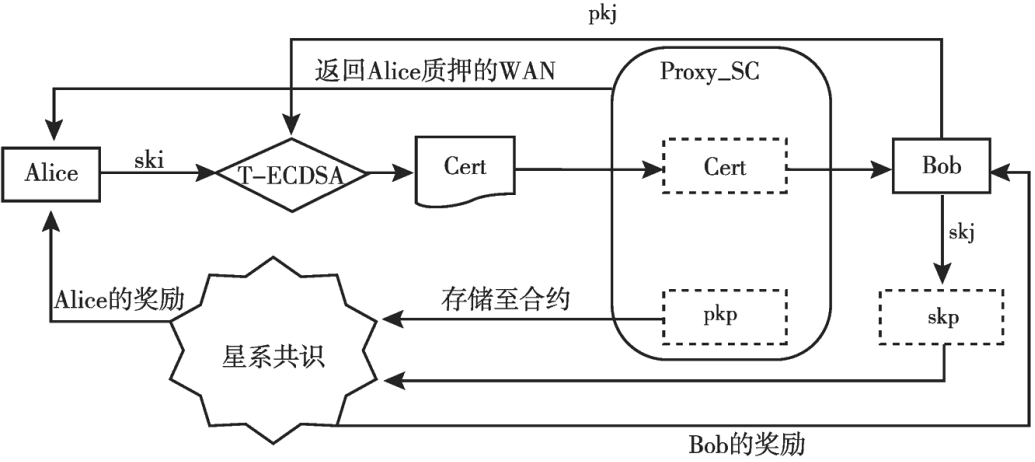 pkj
返回Alice质押的WAN
Proxy_SC
Alice
ski
T-ECDSA
Cert
Cert
Bob
skj
Alice的奖励
存储至合约
pkp
skp
星系共识
Bob的奖励